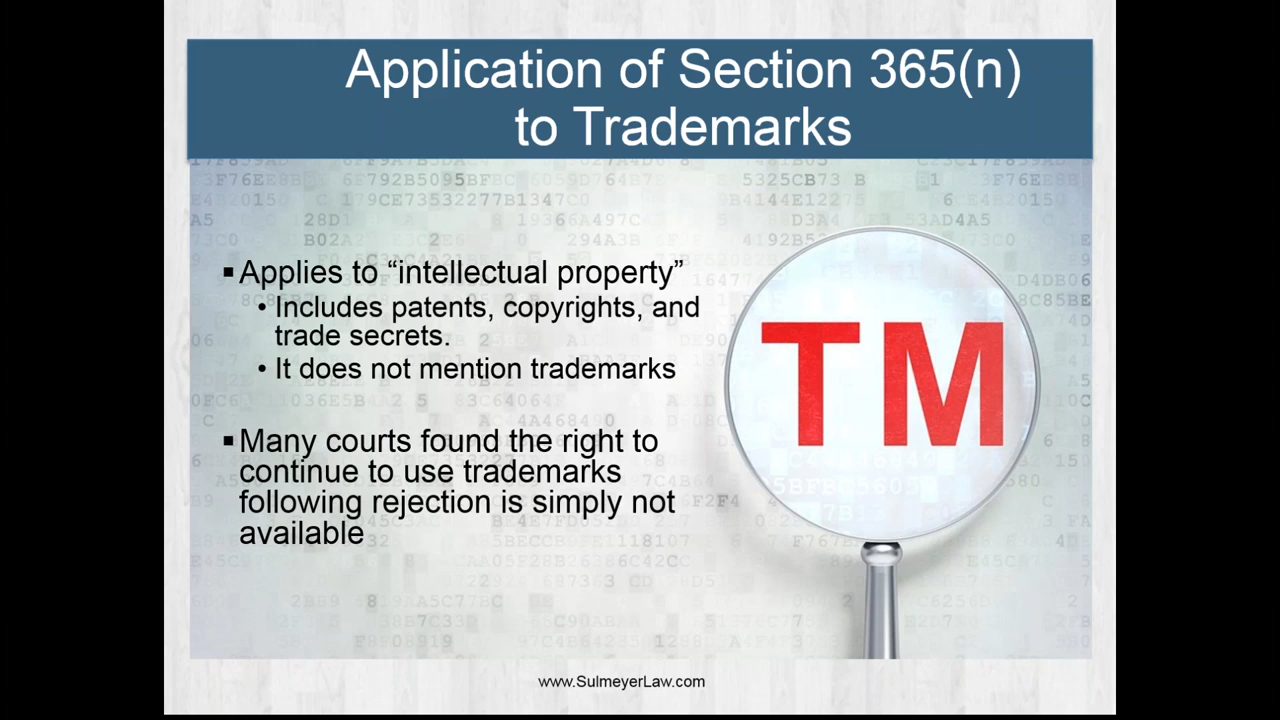 Application of Section 365(n)
to Trademarks
▪Applies to “intellectual property”
• Includes patents, copyrights, and
trade secrets.
• It does not mention trademarks
▪Many courts found the right to
continue to use trademarks
following rejection is simply not
available
TM
www.SulmeyerLaw.com